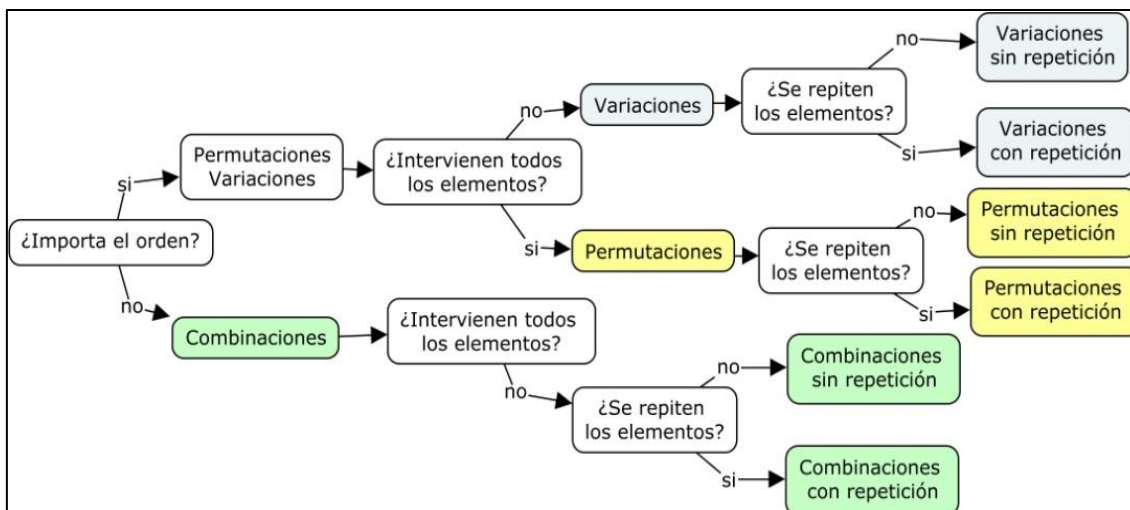 ¿Importa el orden?
si
Permutaciones
Variaciones
¿Intervienen todos
los elementos?
no
Variaciones
¿Se repiten
los elementos?
no
Variaciones
sin repetición
si
Variaciones
con repetición
si
Permutaciones
¿Se repiten
los elementos?
no
Permutaciones
sin repetición
si
Permutaciones
con repetición
no
Combinaciones
¿Intervienen todos
los elementos?
no
¿Se repiten
los elementos?
no
Combinaciones
sin repetición
si
Combinaciones
con repetición